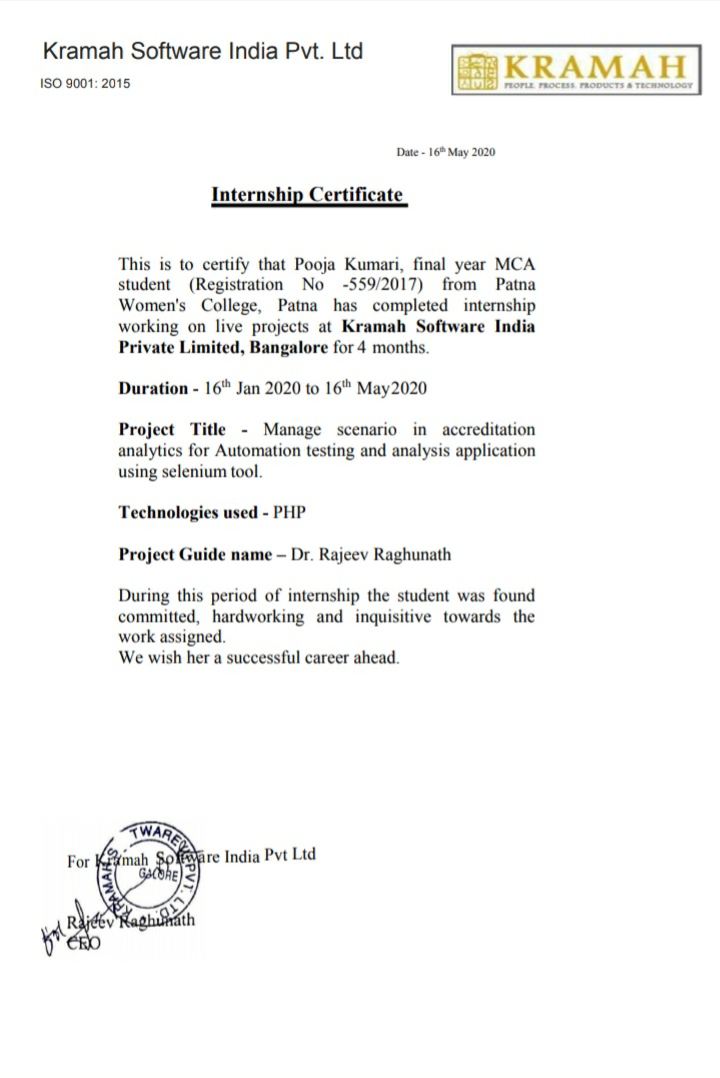 Kramah Software India Pvt. Ltd
ISO 9001: 2015
KRAMAH
PEOPLE, PROCESS, PRODUCTS & TECHNOLOGY
Date - 16th May 2020
Internship Certificate
This is to certify that Pooja Kumari, final year MCA
student (Registration No -559/2017) from Patna
Women's College, Patna has completed internship
working on live projects at Kramah Software India
Private Limited, Bangalore for 4 months.
Duration - 16th Jan 2020 to 16th May2020
Project Title - Manage scenario in accreditation
analytics for Automation testing and analysis application
using selenium tool.
Technologies used - PHP
Project Guide name – Dr. Rajeev Raghunath
During this period of internship the student was found
committed, hardworking and inquisitive towards the
work assigned.
We wish her a successful career ahead.
For Kramah Software India Pvt Ltd
Rajeev Raghunath
CEO